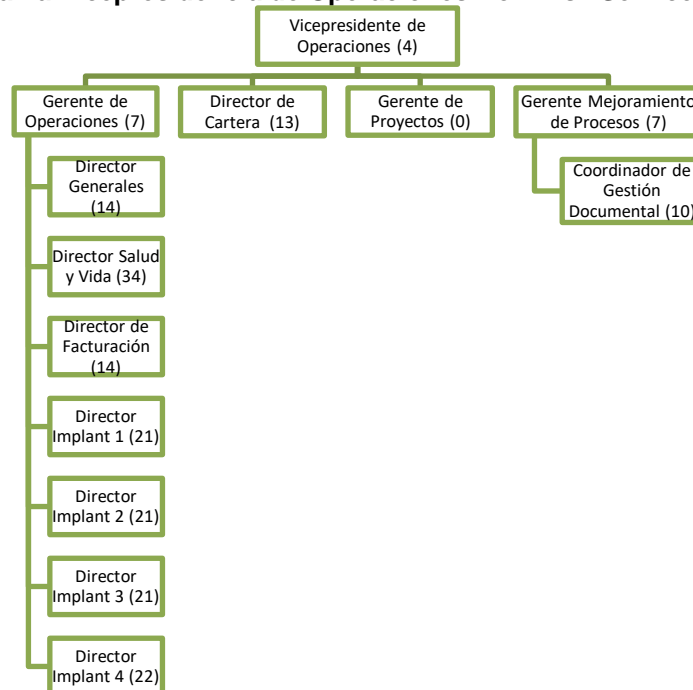 Vicepresidente de
Operaciones (4)
Gerente de
Operaciones (7)
Director de
Cartera (13)
Gerente de
Proyectos (0)
Gerente Mejoramiento
de Procesos (7)
Director
Generales
(14)
Coordinador de
Gestión
Documental (10)
Director Salud
y Vida (34)
Director de
Facturación
(14)
Director
Implant 1 (21)
Director
Implant 2 (21)
Director
Implant 3 (21)
Director
Implant 4 (22)